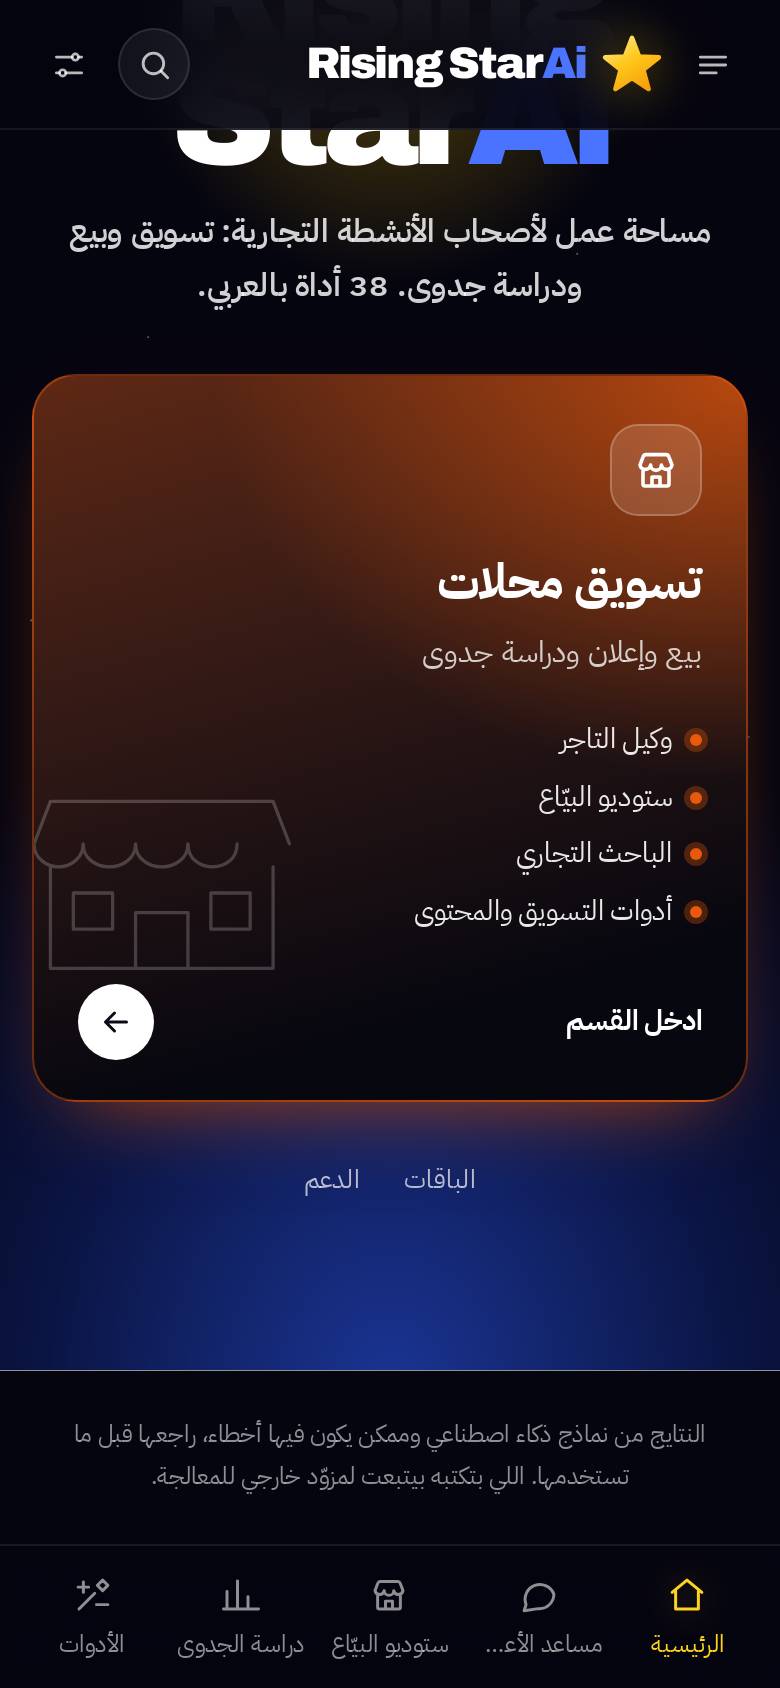 Rising StarAi
Rising
StarAi
مساحة عمل لأصحاب الأنشطة التجارية: تسويق وبيع
ودراسة جدوى. 38 أداة بالعربي.
تسويق محلات
بيع وإعلان ودراسة جدوى
وكيل التاجر
ستوديو البيّاع
الباحث التجاري
أدوات التسويق والمحتوى
ادخل القسم
الباقات
الدعم
النتايج من نماذج ذكاء اصطناعي وممكن يكون فيها أخطاء، راجعها قبل ما
تستخدمها. اللي بتكتبه بيتبعت لمزوّد خارجي للمعالجة.
الرئيسية
مساعد الأع...
ستوديو البيّاع
دراسة الجدوى
الأدوات